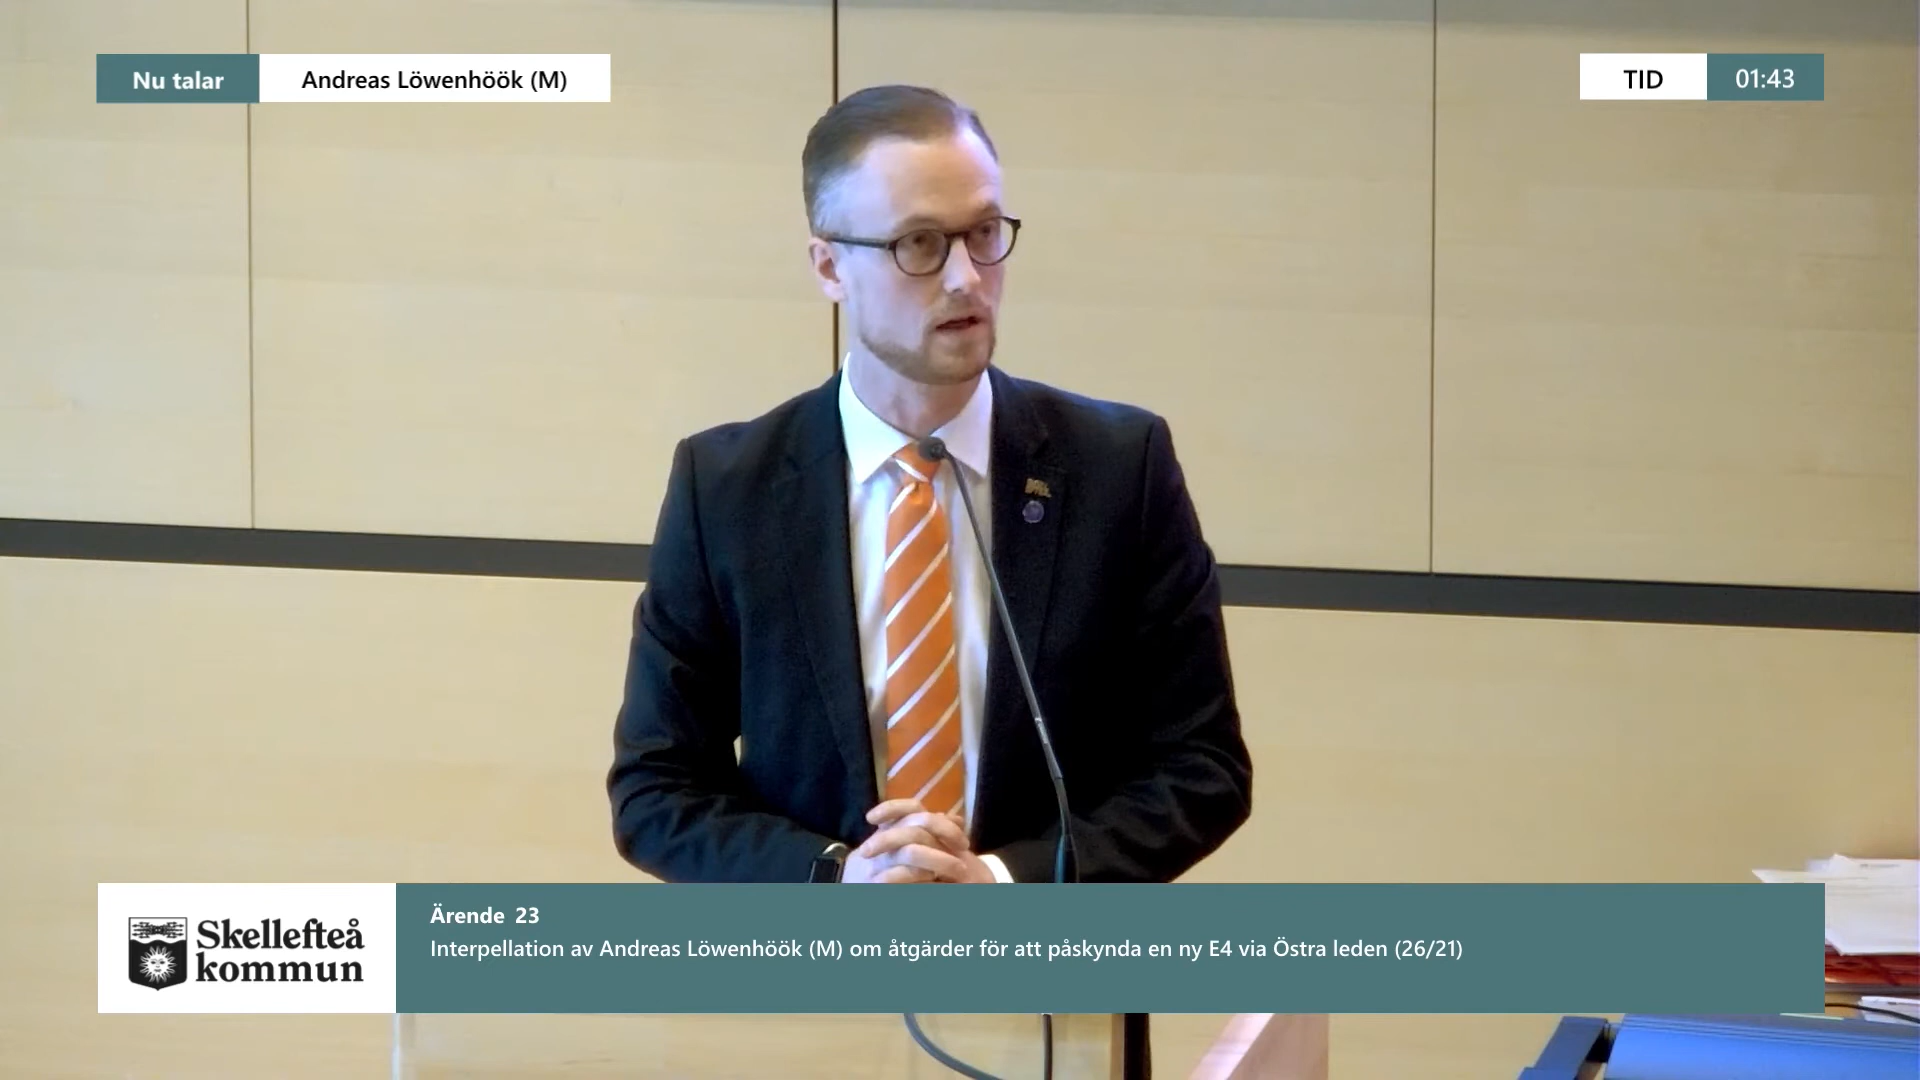 Nu talar
Andreas Löwenhöök (M)
TID
01:43
Skellefteå
kommun
Ärende 23
Interpellation av Andreas Löwenhöök (M) om åtgärder för att påskynda en ny E4 via Östra leden (26/21)